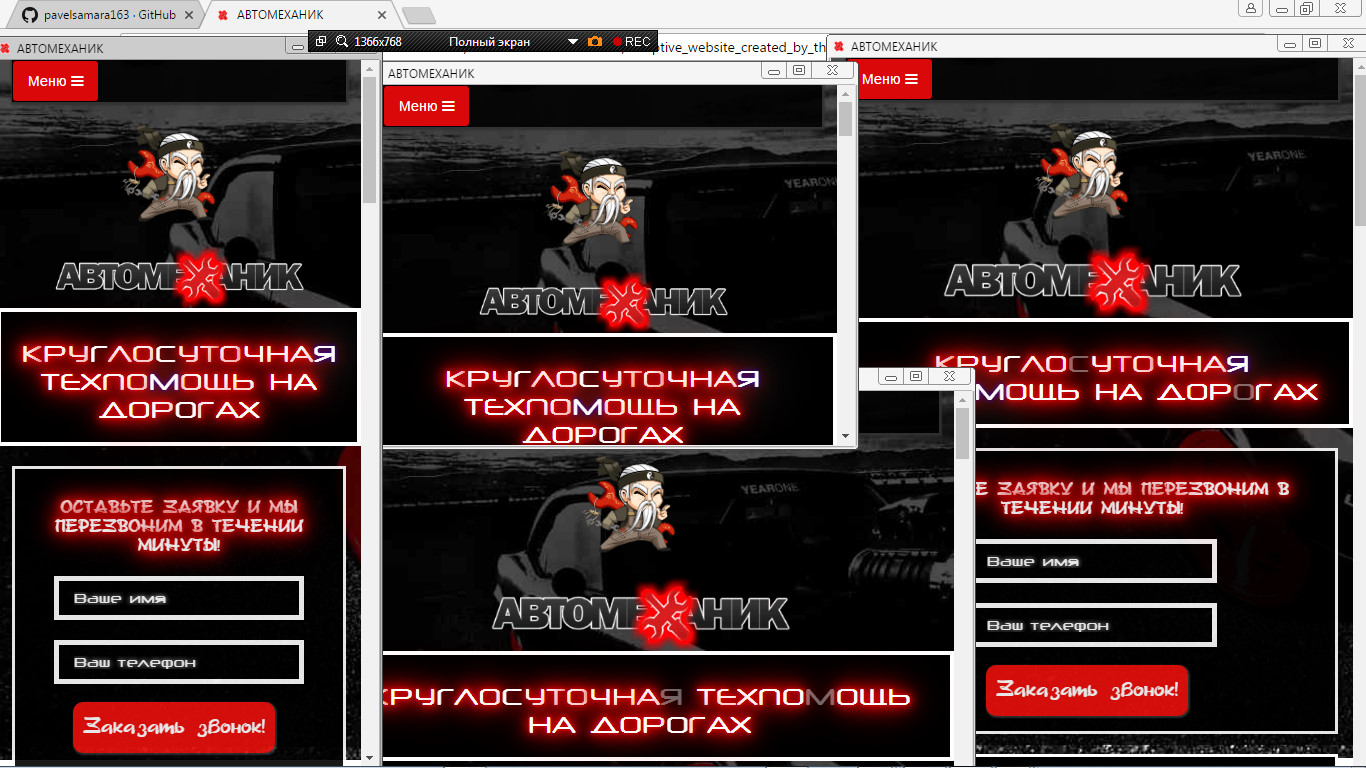 pavelsamara163 · GitHub
АВТОМЕХАНИК
1366x768
Полный экран
REC
ptive_website_created_by_th
АВТОМЕХАНИК
Меню
АВТОМЕХАНИК
КРУГЛОСУТОЧНАЯ
ТЕХПОМОЩЬ НА
ДОРОГАХ
ОСТАВЬТЕ ЗАЯВКУ И МЫ
ПЕРЕЗВОНИМ В ТЕЧЕНИИ
МИНУТЫ!
Ваше имя
Ваш телефон
Заказать звонок!
АВТОМЕХАНИК
Меню
YEARONE
АВТОМЕХАНИК
КРУГЛОСУТОЧНАЯ
ТЕХПОМОЩЬ НА
ДОРОГАХ
YEARONE
АВТОМЕХАНИК
КРУГЛОСУТОЧНАЯ ТЕХПОМОЩЬ
НА ДОРОГАХ
АВТОМЕХАНИК
Меню
YEARONE
АВТОМЕХАНИК
КРУГЛОСУТОЧНАЯ
МОЩЬ НА ДОРОГАХ
Е ЗАЯВКУ И МЫ ПЕРЕЗВОНИМ В
ТЕЧЕНИИ МИНУТЫ!
Ваше имя
Ваш телефон
Заказать звонок!